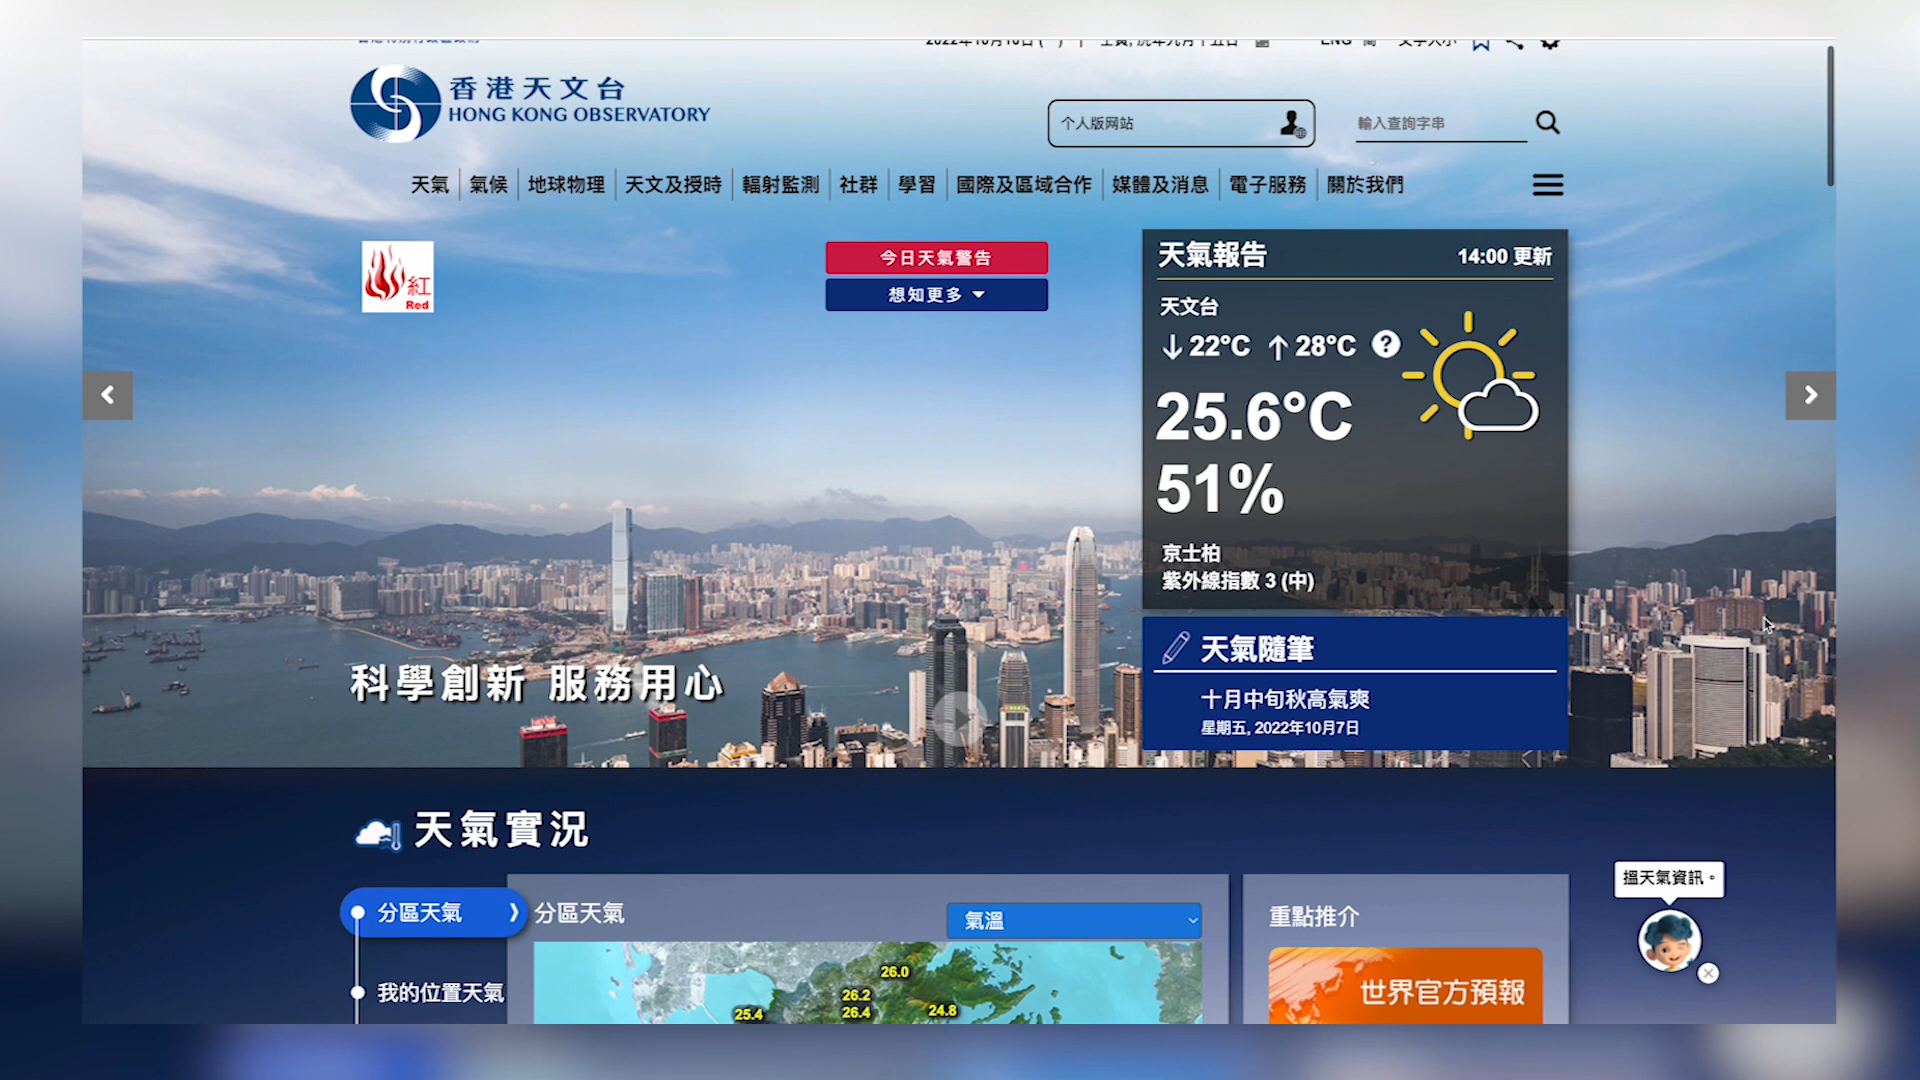 香港天文台
HONG KONG OBSERVATORY
个人版网站
輸入查詢字串
天氣 氣候 地球物理 天文及授時 輻射監測 社群 學習 國際及區域合作 媒體及消息 電子服務 關於我們
紅
Red
今日天氣警告
想知更多
天氣報告
14:00 更新
天文台
↓22°C ↑28°C ?
25.6°C
51%
京士柏
紫外線指數 3 (中)
科學創新 服務用心
天氣隨筆
十月中旬秋高氣爽
星期五, 2022年10月7日
天氣實況
分區天氣
我的位置天氣
分區天氣
氣溫
26.0
26.2
26.4
25.4
24.8
重點推介
世界官方預報
搵天氣資訊。